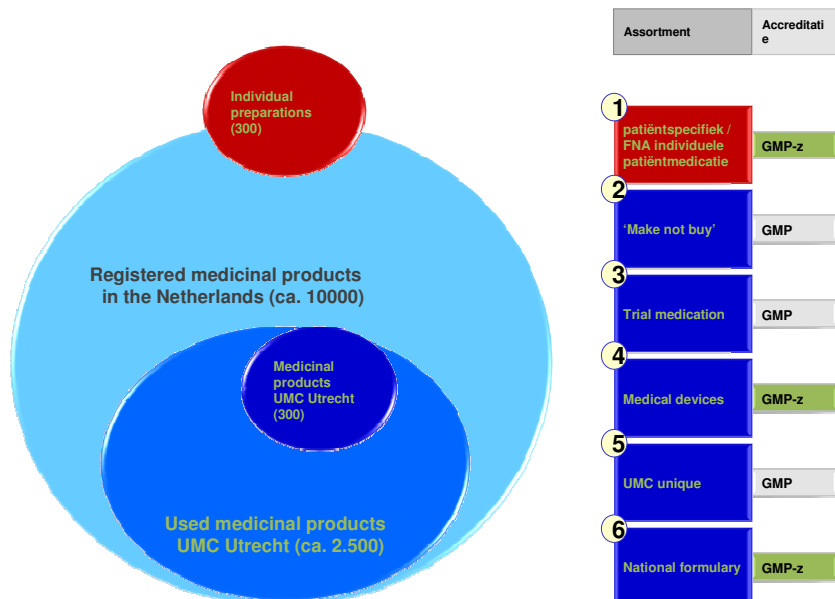 Individual
preparations
(300)
Registered medicinal products
in the Netherlands (ca. 10000)
Medicinal
products
UMC Utrecht
(300)
Used medicinal products
UMC Utrecht (ca. 2.500)
Assortment
Accreditati
e
1
patiëntspecifiek /
FNA individuele
patiëntmedicatie
GMP-z
2
‘Make not buy’
GMP
3
Trial medication
GMP
4
Medical devices
GMP-z
5
UMC unique
GMP
6
National formulary
GMP-z